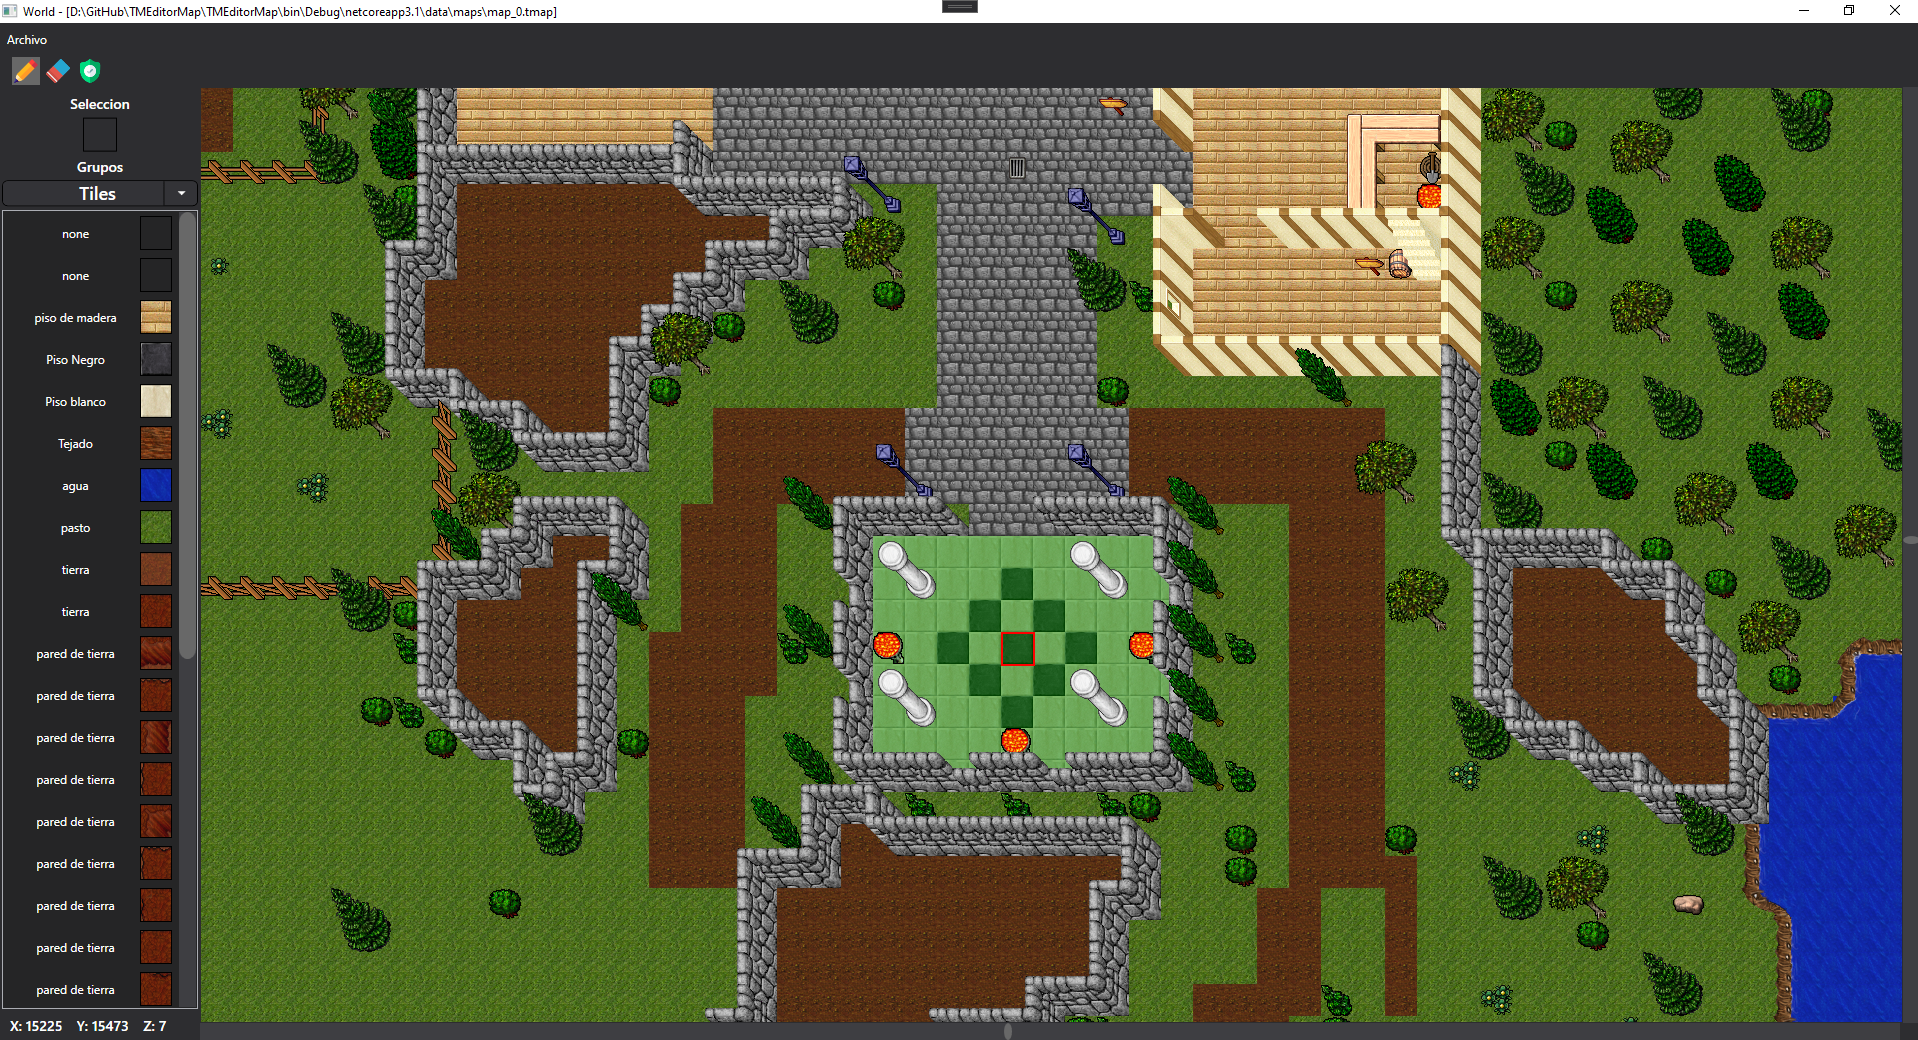 World - [D:\GitHub\TMEditorMap\TMEditorMap\bin\Debug\netcoreapp3.1\data\maps\map_0.tmap]
Archivo
Seleccion
Grupos
Tiles
none
none
piso de madera
Piso Negro
Piso blanco
Tejado
agua
pasto
tierra
tierra
pared de tierra
pared de tierra
pared de tierra
pared de tierra
pared de tierra
pared de tierra
pared de tierra
pared de tierra
pared de tierra
X: 15225 Y: 15473 Z: 7